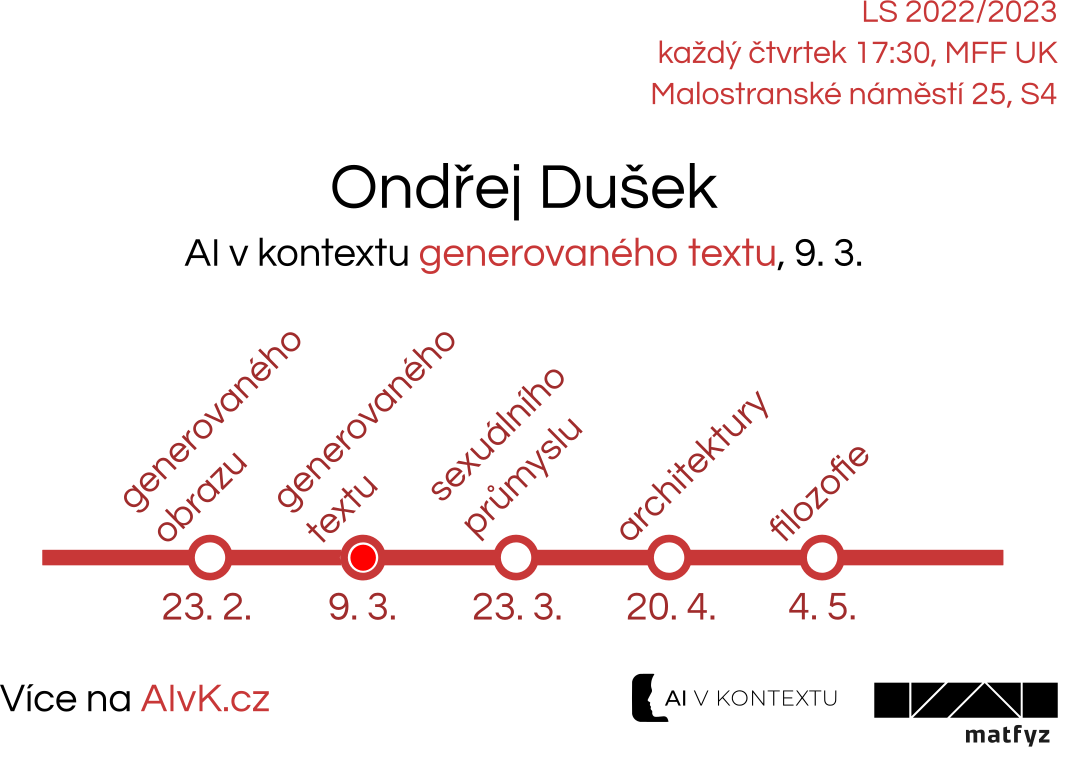 LS 2022/2023
každý čtvrtek 17:30, MFF UK
Malostranské náměstí 25, S4
Ondřej Dušek
AI v kontextu generovaného textu, 9. 3.
generovaného
obrazu
generovaného
textu
sexuálního
průmyslu
architektury
filozofie
23. 2.
9. 3.
23. 3.
20. 4.
4. 5.
Více na AIvK.cz
AI V KONTEXTU
matfyz